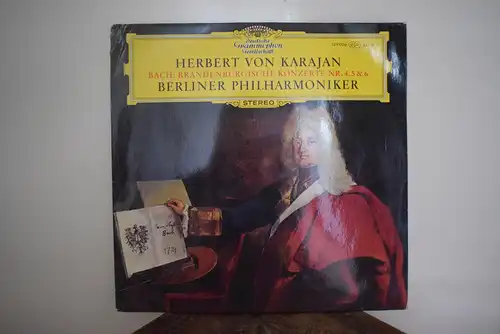 Deutsche
Grammophon
Gesellschaft
HERBERT VON KARAJAN
BACH: BRANDENBURGISCHE KONZERTE NR. 4, 5 & 6
BERLINER PHILHARMONIKER
STEREO